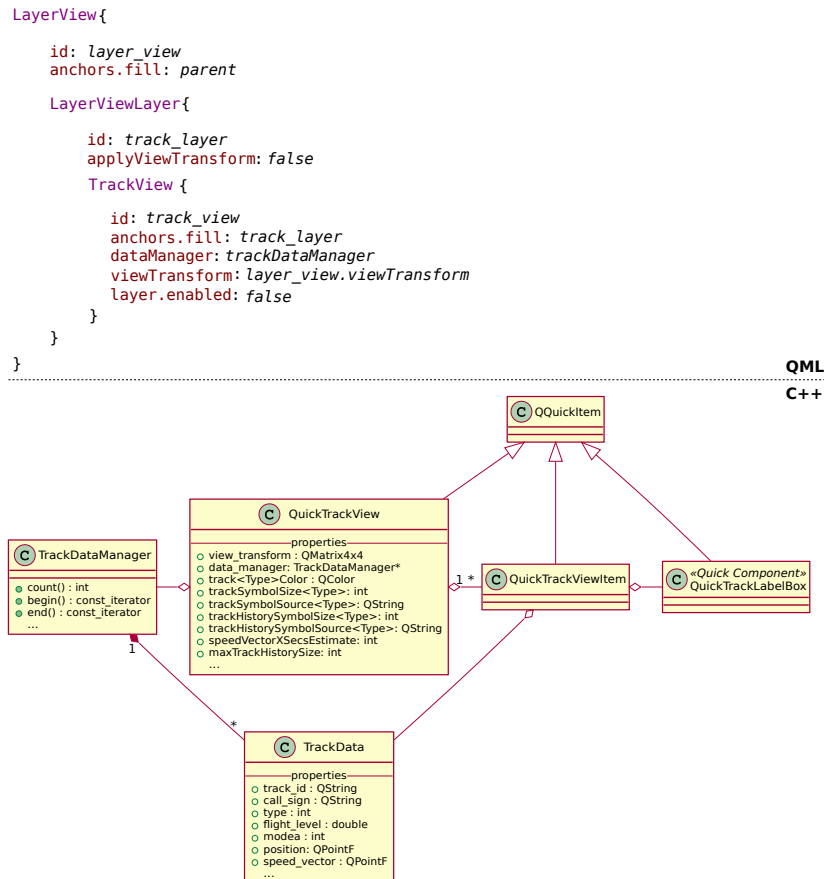 LayerView{
id: layer_view
anchors.fill: parent
LayerViewLayer{
id: track_layer
applyViewTransform: false
TrackView {
id: track_view
anchors.fill: track_layer
dataManager: trackDataManager
viewTransform: layer_view.viewTransform
layer.enabled: false
}
}
}
QML
C++
C QQuickItem
C QuickTrackView
properties
view_transform : QMatrix4x4
data_manager: TrackDataManager*
track<Type>Color : QColor
trackSymbolSize<Type>: int
trackSymbolSource<Type>: QString
trackHistorySymbolSize<Type>: int
trackHistorySymbolSource<Type>: QString
speedVectorXSecsEstimate: int
maxTrackHistorySize: int
...
C TrackDataManager
count() : int
begin() : const_iterator
end() : const_iterator
...
1 *
C QuickTrackViewItem
C «Quick Component»
QuickTrackLabelBox
1
*
C TrackData
properties
track_id : QString
call_sign : QString
type : int
flight_level : double
modea : int
position: QPointF
speed_vector : QPointF
...